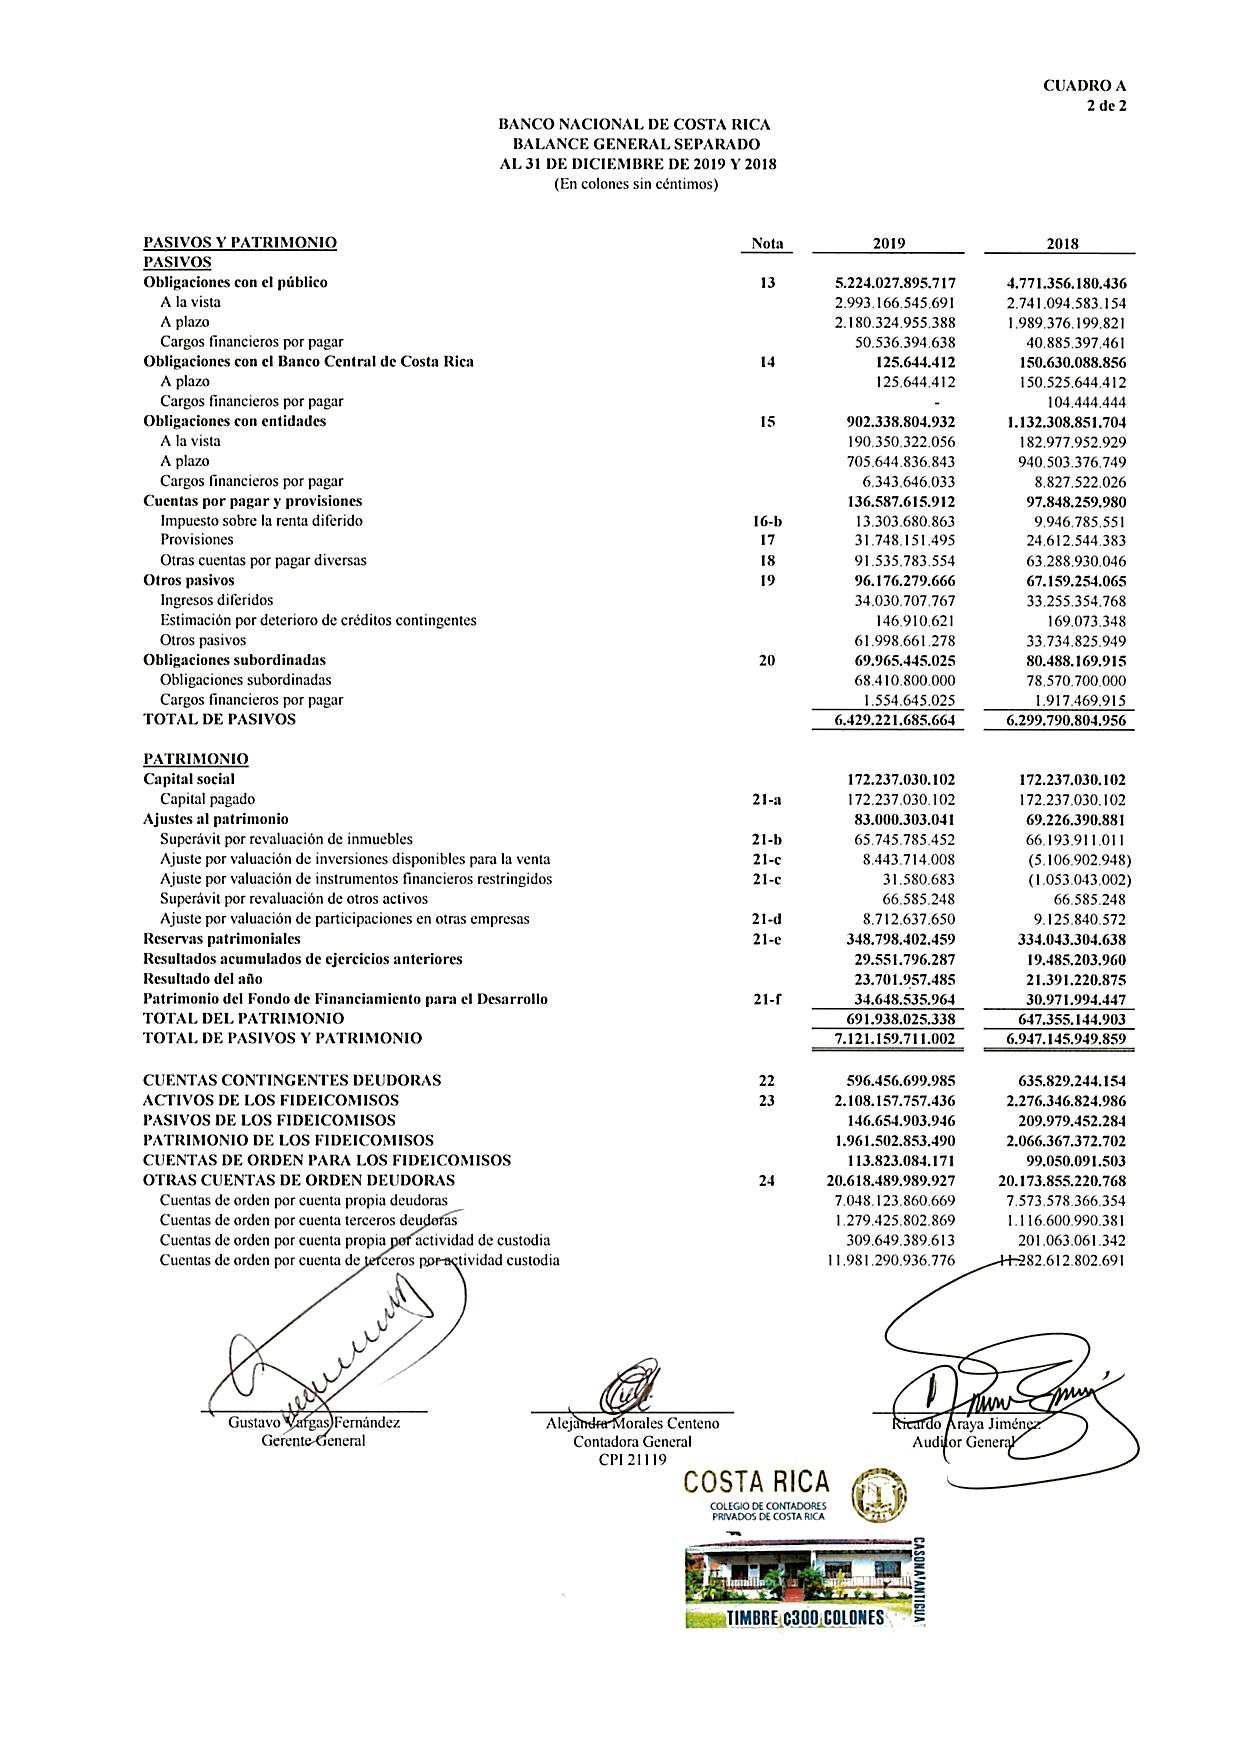 CUADRO A
2 de 2
BANCO NACIONAL DE COSTA RICA
BALANCE GENERAL SEPARADO
AL 31 DE DICIEMBRE DE 2019 Y 2018
(En colones sin céntimos)
PASIVOS Y PATRIMONIO Nota 2019 2018
PASIVOS
Obligaciones con el público 13 5.224.027.895.717 4.771.356.180.436
A la vista 2.993.166.545.691 2.741.094.583.154
A plazo 2.180.324.955.388 1.989.376.199.821
Cargos financieros por pagar 50.536.394.638 40.885.397.461
Obligaciones con el Banco Central de Costa Rica 14 125.644.412 150.630.088.856
A plazo 125.644.412 150.525.644.412
Cargos financieros por pagar - 104.444.444
Obligaciones con entidades 15 902.338.804.932 1.132.308.851.704
A la vista 190.350.322.056 182.977.952.929
A plazo 705.644.836.843 940.503.376.749
Cargos financieros por pagar 6.343.646.033 8.827.522.026
Cuentas por pagar y provisiones 136.587.615.912 97.848.259.980
Impuesto sobre la renta diferido 16-b 13.303.680.863 9.946.785.551
Provisiones 17 31.748.151.495 24.612.544.383
Otras cuentas por pagar diversas 18 91.535.783.554 63.288.930.046
Otros pasivos 19 96.176.279.666 67.159.254.065
Ingresos diferidos 34.030.707.767 33.255.354.768
Estimación por deterioro de créditos contingentes 146.910.621 169.073.348
Otros pasivos 61.998.661.278 33.734.825.949
Obligaciones subordinadas 20 69.965.445.025 80.488.169.915
Obligaciones subordinadas 68.410.800.000 78.570.700.000
Cargos financieros por pagar 1.554.645.025 1.917.469.915
TOTAL DE PASIVOS 6.429.221.685.664 6.299.790.804.956
PATRIMONIO
Capital social 172.237.030.102 172.237.030.102
Capital pagado 21-a 172.237.030.102 172.237.030.102
Ajustes al patrimonio 83.000.303.041 69.226.390.881
Superávit por revaluación de inmuebles 21-b 65.745.785.452 66.193.911.011
Ajuste por valuación de inversiones disponibles para la venta 21-c 8.443.714.008 (5.106.902.948)
Ajuste por valuación de instrumentos financieros restringidos 21-c 31.580.683 (1.053.043.002)
Superávit por revaluación de otros activos 66.585.248 66.585.248
Ajuste por valuación de participaciones en otras empresas 21-d 8.712.637.650 9.125.840.572
Reservas patrimoniales 21-e 348.798.402.459 334.043.304.638
Resultados acumulados de ejercicios anteriores 29.551.796.287 19.485.203.960
Resultado del año 23.701.957.485 21.391.220.875
Patrimonio del Fondo de Financiamiento para el Desarrollo 21-f 34.648.535.964 30.971.994.447
TOTAL DEL PATRIMONIO 691.938.025.338 647.355.144.903
TOTAL DE PASIVOS Y PATRIMONIO 7.121.159.711.002 6.947.145.949.859
CUENTAS CONTINGENTES DEUDORAS 22 596.456.699.985 635.829.244.154
ACTIVOS DE LOS FIDEICOMISOS 23 2.108.157.757.436 2.276.346.824.986
PASIVOS DE LOS FIDEICOMISOS 146.654.903.946 209.979.452.284
PATRIMONIO DE LOS FIDEICOMISOS 1.961.502.853.490 2.066.367.372.702
CUENTAS DE ORDEN PARA LOS FIDEICOMISOS 113.823.084.171 99.050.091.503
OTRAS CUENTAS DE ORDEN DEUDORAS 24 20.618.489.989.927 20.173.855.220.768
Cuentas de orden por cuenta propia deudoras 7.048.123.860.669 7.573.578.366.354
Cuentas de orden por cuenta terceros deudoras 1.279.425.802.869 1.116.600.990.381
Cuentas de orden por cuenta propia por actividad de custodia 309.649.389.613 201.063.061.342
Cuentas de orden por cuenta de terceros por actividad custodia 11.981.290.936.776 11.282.612.802.691
Gustavo Vargas Fernández Alejandra Morales Centeno Ricardo Araya Jiménez
Gerente General Contadora General Auditor General
CPI 21119
COSTA RICA
COLEGIO DE CONTADORES
PRIVADOS DE COSTA RICA
CASONA ANTIGUA
TIMBRE ¢300 COLONES